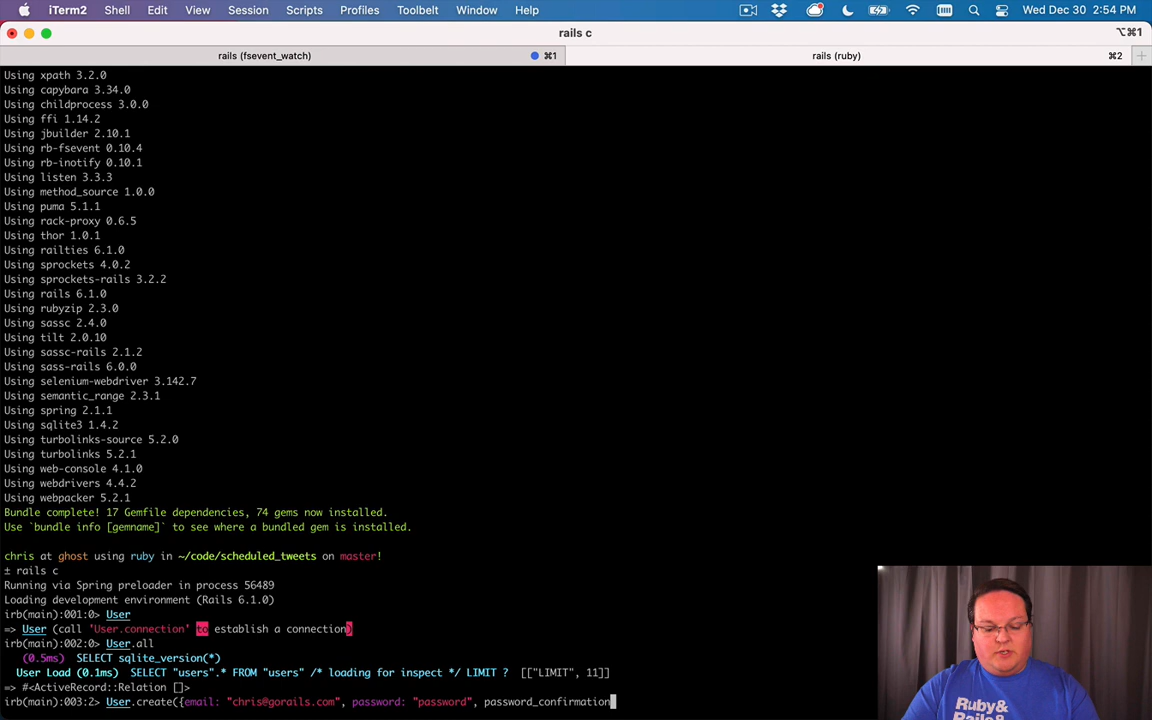 iTerm2 Shell Edit View Session Scripts Profiles Toolbelt Window Help Wed Dec 30 2:54 PM
rails c ⌥⌘1
rails (fsevent_watch) ⌘1 rails (ruby) ⌘2
Using xpath 3.2.0
Using capybara 3.34.0
Using childprocess 3.0.0
Using ffi 1.14.2
Using jbuilder 2.10.1
Using rb-fsevent 0.10.4
Using rb-inotify 0.10.1
Using listen 3.3.3
Using method_source 1.0.0
Using puma 5.1.1
Using rack-proxy 0.6.5
Using thor 1.0.1
Using railties 6.1.0
Using sprockets 4.0.2
Using sprockets-rails 3.2.2
Using rails 6.1.0
Using rubyzip 2.3.0
Using sassc 2.4.0
Using tilt 2.0.10
Using sassc-rails 2.1.2
Using sass-rails 6.0.0
Using selenium-webdriver 3.142.7
Using semantic_range 2.3.1
Using spring 2.1.1
Using sqlite3 1.4.2
Using turbolinks-source 5.2.0
Using turbolinks 5.2.1
Using web-console 4.1.0
Using webdrivers 4.4.2
Using webpacker 5.2.1
Bundle complete! 17 Gemfile dependencies, 74 gems now installed.
Use `bundle info [gemname]` to see where a bundled gem is installed.
chris at ghost using ruby in ~/code/scheduled_tweets on master!
± rails c
Running via Spring preloader in process 56489
Loading development environment (Rails 6.1.0)
irb(main):001:0> User
=> User (call 'User.connection' to establish a connection)
irb(main):002:0> User.all
(0.5ms) SELECT sqlite_version(*)
User Load (0.1ms) SELECT "users".* FROM "users" /* loading for inspect */ LIMIT ? [["LIMIT", 11]]
=> #<ActiveRecord::Relation []>
irb(main):003:2> User.create({email: "chris@gorails.com", password: "password", password_confirmation
Ruby&
Rails&